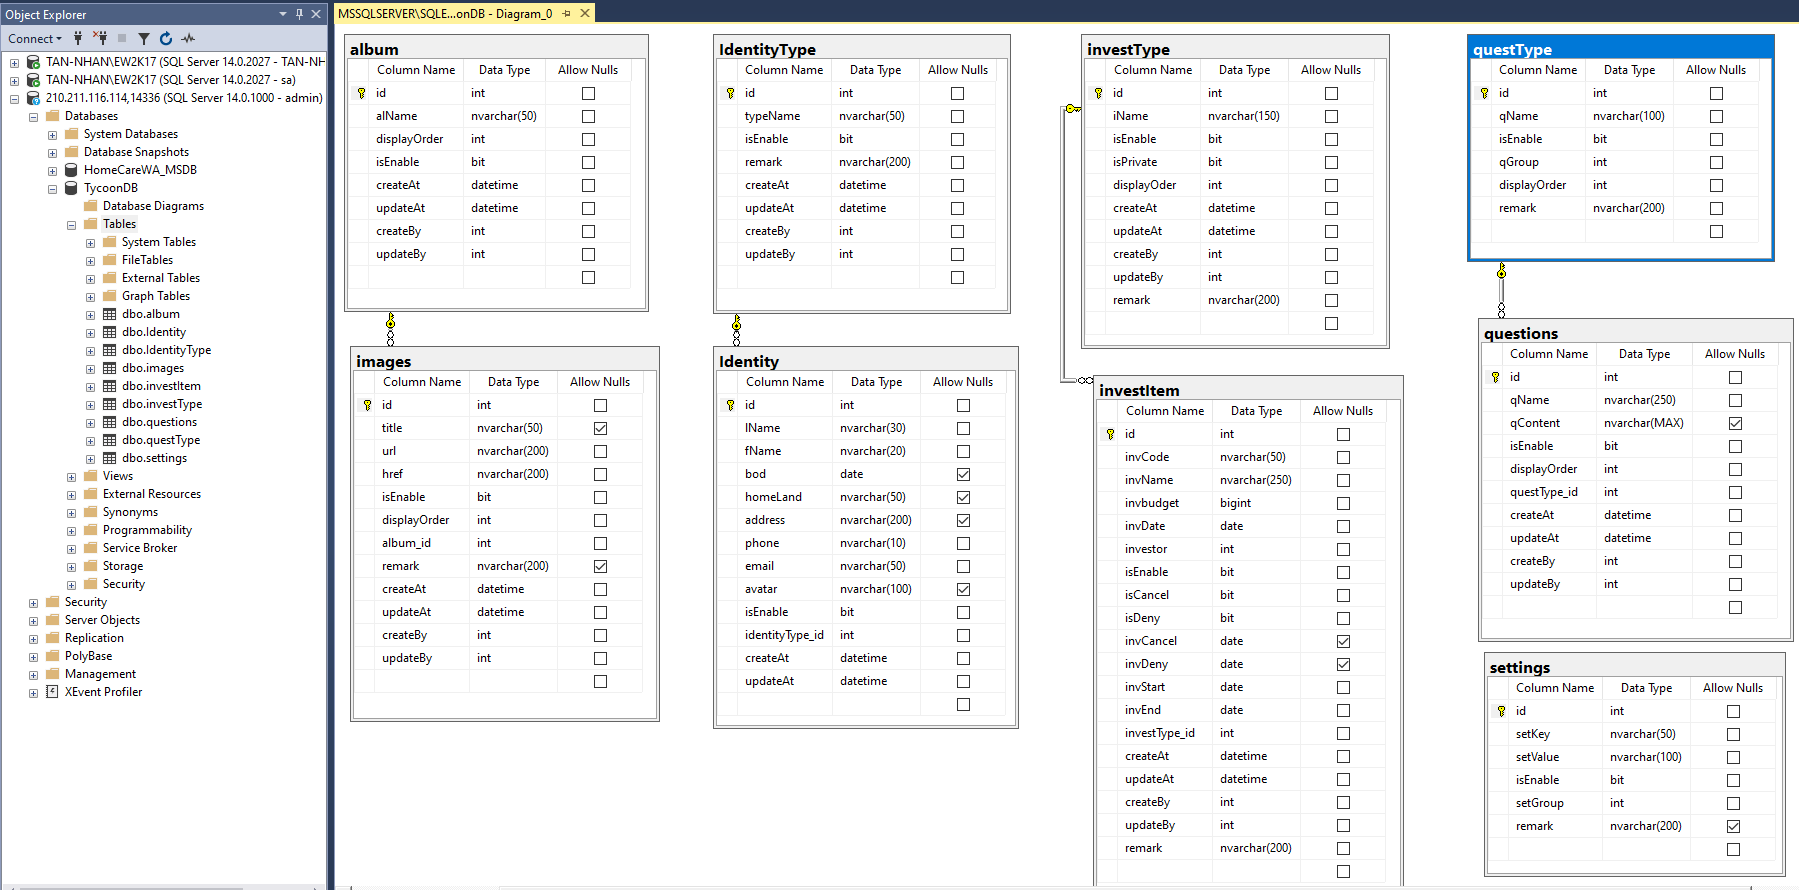 Object Explorer
Connect
TAN-NHAN\EW2K17 (SQL Server 14.0.2027 - TAN-NH
TAN-NHAN\EW2K17 (SQL Server 14.0.2027 - sa)
210.211.116.114,14336 (SQL Server 14.0.1000 - admin)
Databases
System Databases
Database Snapshots
HomeCareWA_MSDB
TycoonDB
Database Diagrams
Tables
System Tables
FileTables
External Tables
Graph Tables
dbo.album
dbo.Identity
dbo.IdentityType
dbo.images
dbo.investItem
dbo.investType
dbo.questions
dbo.questType
dbo.settings
Views
External Resources
Synonyms
Programmability
Service Broker
Storage
Security
Security
Server Objects
Replication
PolyBase
Management
XEvent Profiler
MSSQLSERVER\SQLE...onDB - Diagram_0
album
Column Name Data Type Allow Nulls
id int
alName nvarchar(50)
displayOrder int
isEnable bit
createAt datetime
updateAt datetime
createBy int
updateBy int
images
Column Name Data Type Allow Nulls
id int
title nvarchar(50)
url nvarchar(200)
href nvarchar(200)
isEnable bit
displayOrder int
album_id int
remark nvarchar(200)
createAt datetime
updateAt datetime
createBy int
updateBy int
IdentityType
Column Name Data Type Allow Nulls
id int
typeName nvarchar(50)
isEnable bit
remark nvarchar(200)
createAt datetime
updateAt datetime
createBy int
updateBy int
Identity
Column Name Data Type Allow Nulls
id int
lName nvarchar(30)
fName nvarchar(20)
bod date
homeLand nvarchar(50)
address nvarchar(200)
phone nvarchar(10)
email nvarchar(50)
avatar nvarchar(100)
isEnable bit
identityType_id int
createAt datetime
updateAt datetime
investType
Column Name Data Type Allow Nulls
id int
iName nvarchar(150)
isEnable bit
isPrivate bit
displayOder int
createAt datetime
updateAt datetime
createBy int
updateBy int
remark nvarchar(200)
investItem
Column Name Data Type Allow Nulls
id int
invCode nvarchar(50)
invName nvarchar(250)
invbudget bigint
invDate date
investor int
isEnable bit
isCancel bit
isDeny bit
invCancel date
invDeny date
invStart date
invEnd date
investType_id int
createAt datetime
updateAt datetime
createBy int
updateBy int
remark nvarchar(200)
questType
Column Name Data Type Allow Nulls
id int
qName nvarchar(100)
isEnable bit
qGroup int
displayOrder int
remark nvarchar(200)
questions
Column Name Data Type Allow Nulls
id int
qName nvarchar(250)
qContent nvarchar(MAX)
isEnable bit
displayOrder int
questType_id int
createAt datetime
updateAt datetime
createBy int
updateBy int
settings
Column Name Data Type Allow Nulls
id int
setKey nvarchar(50)
setValue nvarchar(100)
isEnable bit
setGroup int
remark nvarchar(200)